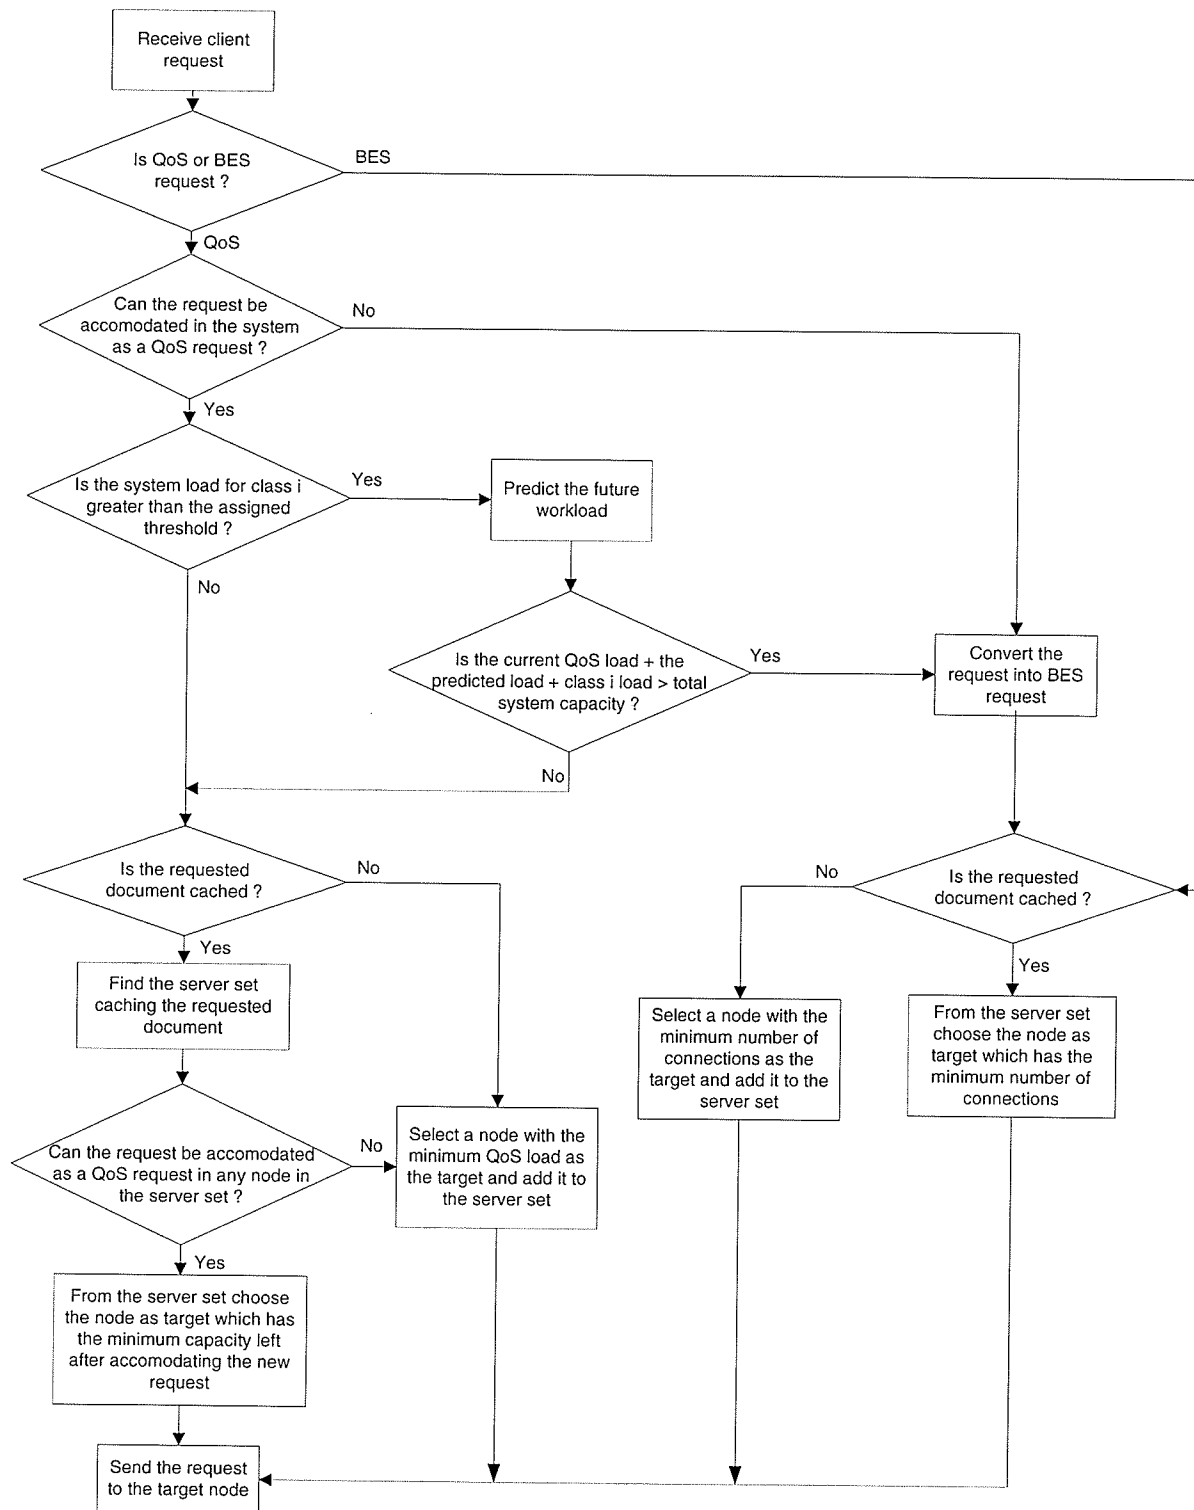 Receive client
request
Is QoS or BES
request ?
BES
QoS
Can the request be
accomodated in the system
as a QoS request ?
No
Yes
Is the system load for class i
greater than the assigned
threshold ?
Yes
Predict the future
workload
No
Is the current QoS load + the
predicted load + class i load > total
system capacity ?
Yes
Convert the
request into BES
request
No
Is the requested
document cached ?
No
No
Is the requested
document cached ?
Yes
Yes
Find the server set
caching the requested
document
Select a node with the
minimum number of
connections as the
target and add it to the
server set
From the server set
choose the node as
target which has the
minimum number of
connections
Can the request be accomodated
as a QoS request in any node in
the server set ?
No
Select a node with the
minimum QoS load as
the target and add it to
the server set
Yes
From the server set choose
the node as target which has
the minimum capacity left
after accomodating the new
request
Send the request
to the target node